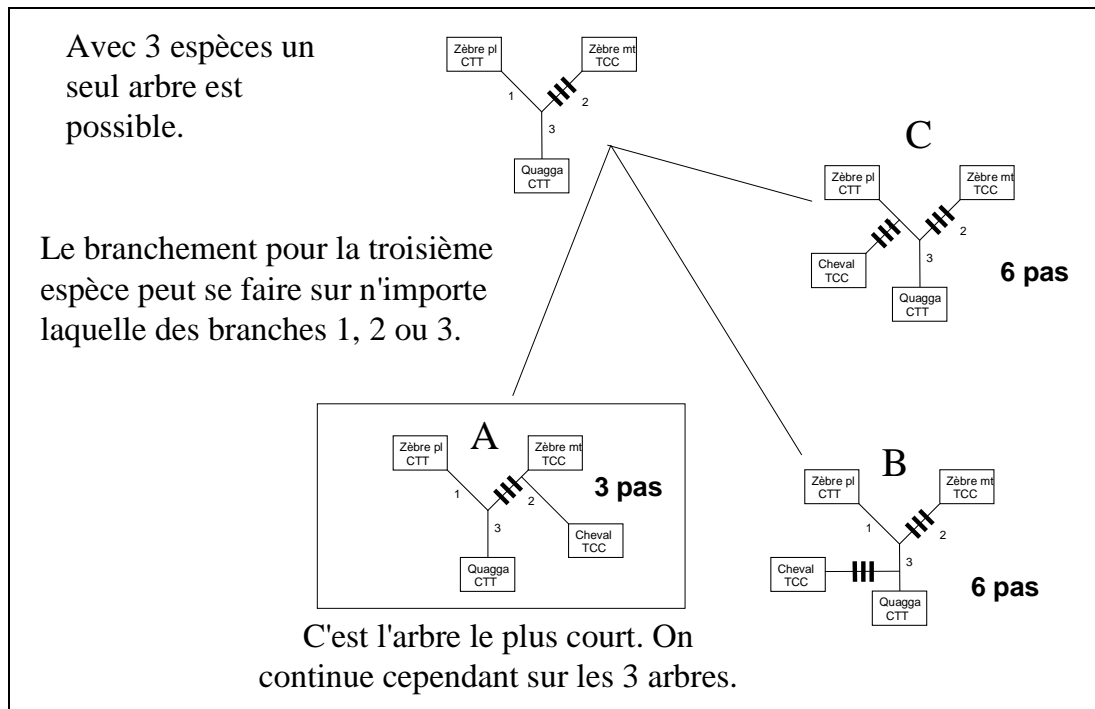 Avec 3 espèces un
seul arbre est
possible.
Zèbre pl
CTT
Zèbre mt
TCC
1
2
3
Quagga
CTT
C
Zèbre pl
CTT
Zèbre mt
TCC
2
Cheval
TCC
3
Quagga
CTT
6 pas
Le branchement pour la troisième
espèce peut se faire sur n'importe
laquelle des branches 1, 2 ou 3.
A
Zèbre pl
CTT
Zèbre mt
TCC
3 pas
1
2
3
Cheval
TCC
Quagga
CTT
B
Zèbre pl
CTT
Zèbre mt
TCC
1
2
3
Cheval
TCC
Quagga
CTT
6 pas
C'est l'arbre le plus court. On
continue cependant sur les 3 arbres.